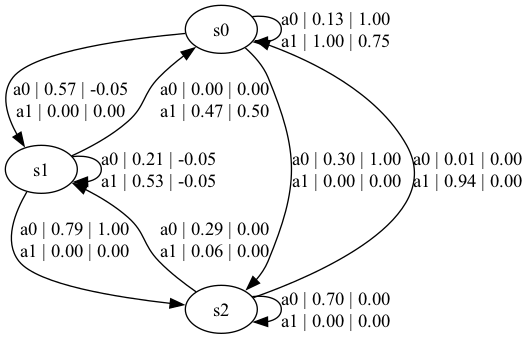 s0
a0 | 0.13 | 1.00
a1 | 1.00 | 0.75
a0 | 0.57 | -0.05
a1 | 0.00 | 0.00
a0 | 0.00 | 0.00
a1 | 0.47 | 0.50
s1
a0 | 0.21 | -0.05
a1 | 0.53 | -0.05
a0 | 0.30 | 1.00
a1 | 0.00 | 0.00
a0 | 0.01 | 0.00
a1 | 0.94 | 0.00
a0 | 0.79 | 1.00
a1 | 0.00 | 0.00
a0 | 0.29 | 0.00
a1 | 0.06 | 0.00
s2
a0 | 0.70 | 0.00
a1 | 0.00 | 0.00